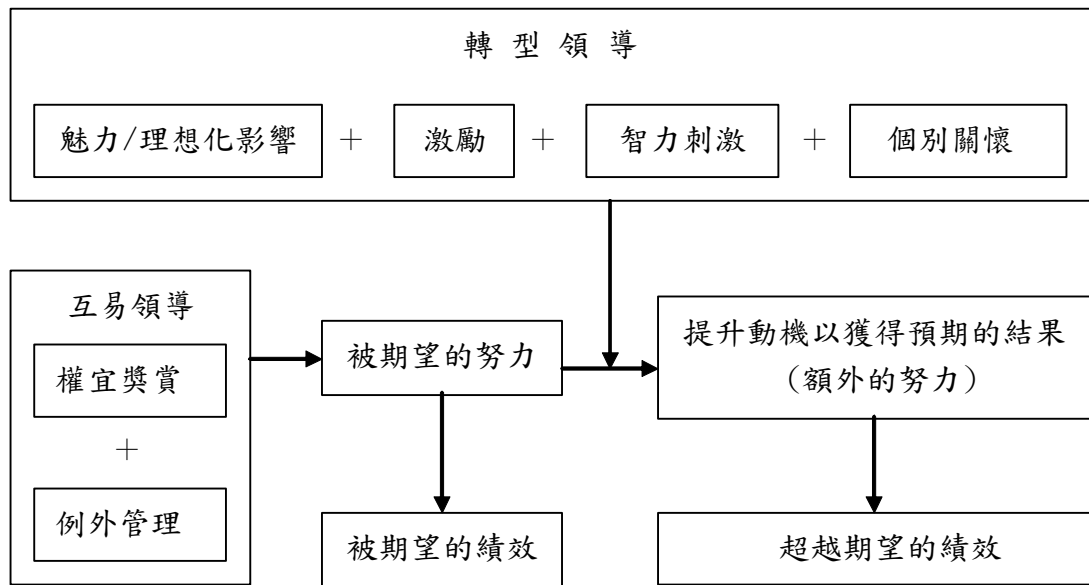 轉型領導
魅力/理想化影響 + 激勵 + 智力刺激 + 個別關懷
互易領導
權宜獎賞
+
例外管理
被期望的努力
提升動機以獲得預期的結果
(額外的努力)
被期望的績效
超越期望的績效